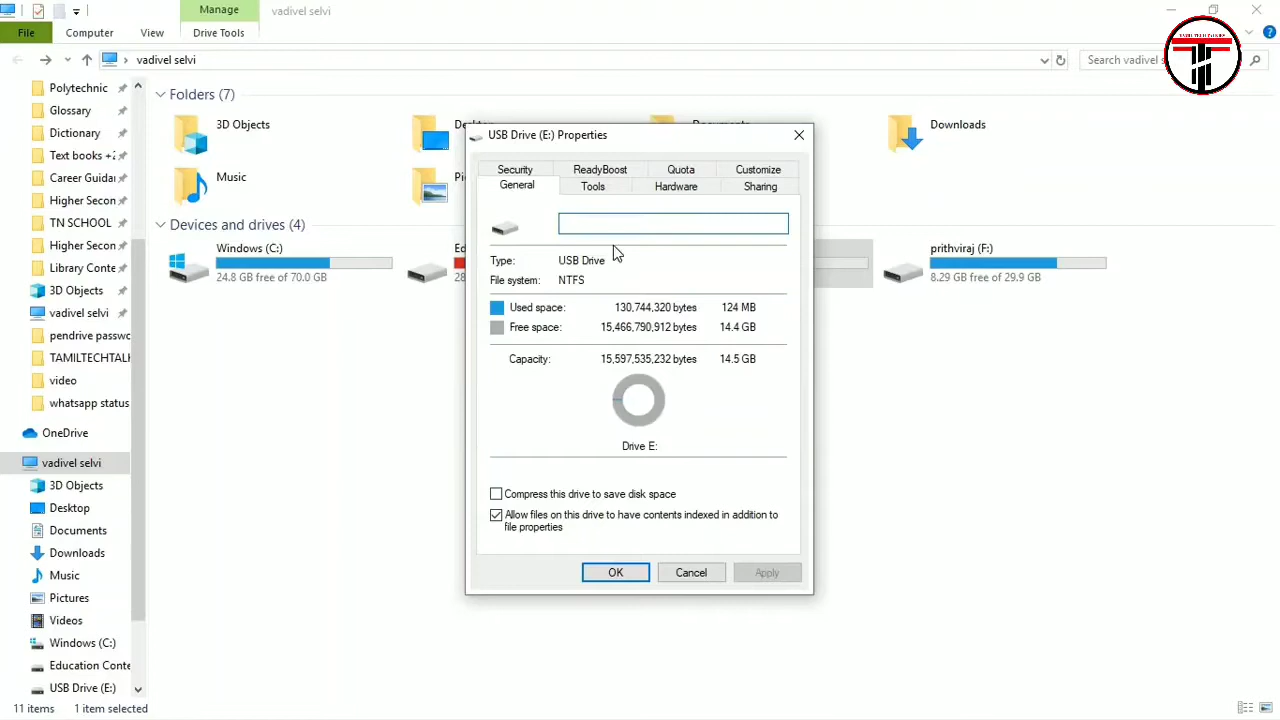 Manage
vadivel selvi
File
Computer
View
Drive Tools
vadivel selvi
Search vadivel s
Polytechnic
Glossary
Dictionary
Text books +2
Career Guidan
Higher Secon
TN SCHOOL
Higher Secon
Library Conte
3D Objects
vadivel selvi
pendrive passwo
TAMILTECHTALK
video
whatsapp status
OneDrive
vadivel selvi
3D Objects
Desktop
Documents
Downloads
Music
Pictures
Videos
Windows (C:)
Education Conte
USB Drive (E:)
11 items
1 item selected
Folders (7)
3D Objects
Downloads
Music
Devices and drives (4)
Windows (C:)
24.8 GB free of 70.0 GB
prithviraj (F:)
8.29 GB free of 29.9 GB
USB Drive (E:) Properties
Security
ReadyBoost
Quota
Customize
General
Tools
Hardware
Sharing
Type:
USB Drive
File system:
NTFS
Used space:
130,744,320 bytes
124 MB
Free space:
15,466,790,912 bytes
14.4 GB
Capacity:
15,597,535,232 bytes
14.5 GB
Drive E:
Compress this drive to save disk space
Allow files on this drive to have contents indexed in addition to
file properties
OK
Cancel
Apply